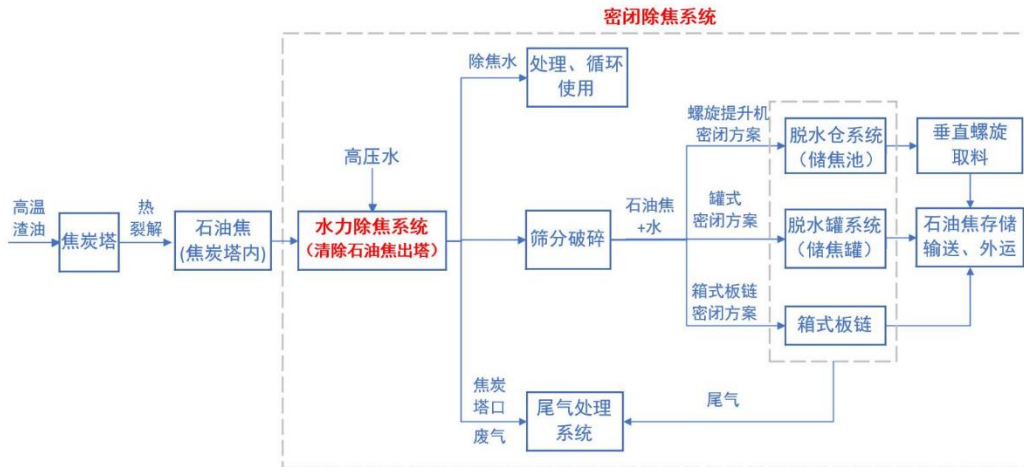 密闭除焦系统
除焦水
处理、循环
使用
螺旋提升机
密闭方案
脱水仓系统
（储焦池）
垂直螺旋
取料
高压水
高温
渣油
焦炭塔
热
裂解
石油焦
(焦炭塔内)
水力除焦系统
（清除石油焦出塔）
筛分破碎
石油焦
+水
罐式
密闭方案
脱水罐系统
（储焦罐）
石油焦存储
输送、外运
箱式板链
密闭方案
箱式板链
焦炭
塔口
废气
尾气处理
系统
尾气